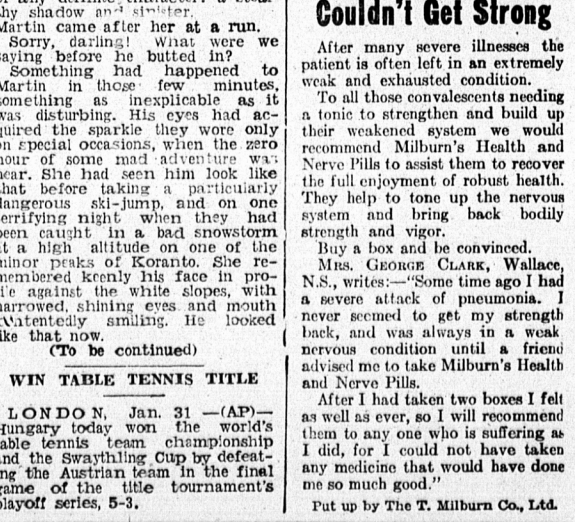 shy shadow and sinister.
Martin came after her at a run.
Sorry, darling! What were we
saying before he butted in?
Something had happened to
Martin in those few minutes,
something as inexplicable as it
was disturbing. His eyes had ac-
quired the sparkle they wore only
on special occasions, when the zero
hour of some mad adventure was
near. She had seen him look like
that before taking a particularly
dangerous ski-jump, and on one
terrifying night when they had
been caught in a bad snowstorm
at a high altitude on one of the
minor peaks of Koranto. She re-
membered keenly his face in pro-
against the white slopes, with
narrowed, shining eyes and mouth
smiling. He looked
like that now.
(To be continued)
WIN TABLE TENNIS TITLE
LONDON, Jan. 31 —(AP)—
Hungary today won the world's
table tennis team championship
and the Swaythling Cup by defeat-
ing the Austrian team in the final
game of the title tournament's
playoff series, 5-3.
Couldn't Get Strong
After many severe illnesses the
patient is often left in an extremely
weak and exhausted condition.
To all those convalescents needing
a tonic to strengthen and build up
their weakened system we would
recommend Milburn's Health and
Nerve Pills to assist them to recover
the full enjoyment of robust health.
They help to tone up the nervous
system and bring back bodily
strength and vigor.
Buy a box and be convinced.
MRS. GEORGE CLARK, Wallace,
N.S., writes:—"Some time ago I had
a severe attack of pneumonia. I
never seemed to get my strength
back, and was always in a weak
nervous condition until a friend
advised me to take Milburn's Health
and Nerve Pills.
After I had taken two boxes I felt
as well as ever, so I will recommend
them to any one who is suffering as
I did, for I could not have taken
any medicine that would have done
me so much good."
Put up by The T. Milburn Co., Ltd.